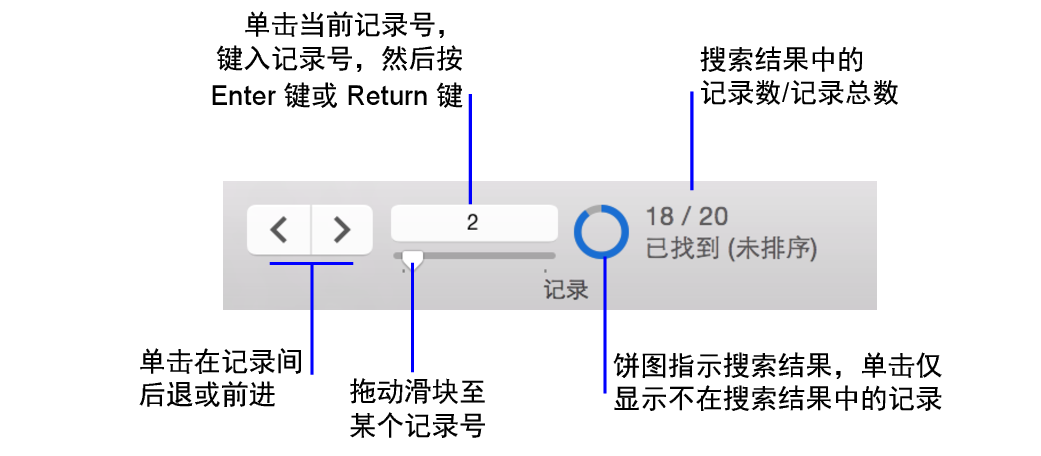 单击当前记录号，
键入记录号，然后按
Enter 键或 Return 键
搜索结果中的
记录数/记录总数
2
18 / 20
已找到 (未排序)
记录
单击在记录间
后退或前进
拖动滑块至
某个记录号
饼图指示搜索结果，单击仅
显示不在搜索结果中的记录